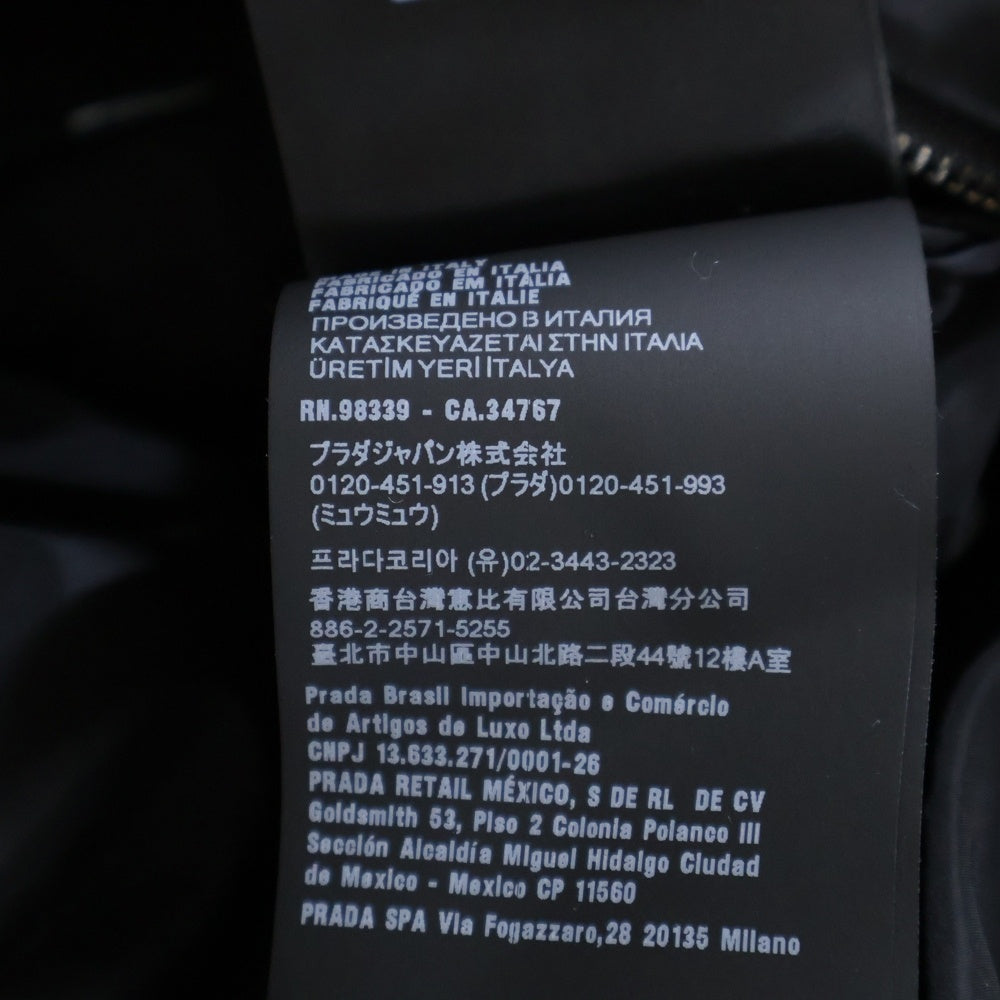 MADE IN ITALY
FABRICADO EN ITALIA
FABRICADO EM ITÁLIA
FABRIQUÉ EN ITALIE
ПРОИЗВЕДЕНО В ИТАЛИЯ
ΚΑΤΑΣΚΕΥΑΖΕΤΑΙ ΣΤΗΝ ΙΤΑΛΙΑ
ÜRETİM YERİ İTALYA
RN.98339 - CA.34767
プラダジャパン株式会社
0120-451-913 (プラダ)0120-451-993
(ミュウミュウ)
프라다코리아 (유)02-3443-2323
香港商台灣惠比有限公司台灣分公司
886-2-2571-5255
臺北市中山區中山北路二段44號12樓A室
Prada Brasil Importação e Comércio
de Artigos de Luxo Ltda
CNPJ 13.633.271/0001-26
PRADA RETAIL MÉXICO, S DE RL DE CV
Goldsmith 53, Piso 2 Colonia Polanco III
Sección Alcaldía Miguel Hidalgo Ciudad
de Mexico - Mexico CP 11560
PRADA SPA Via Fogazzaro,28 20135 Milano